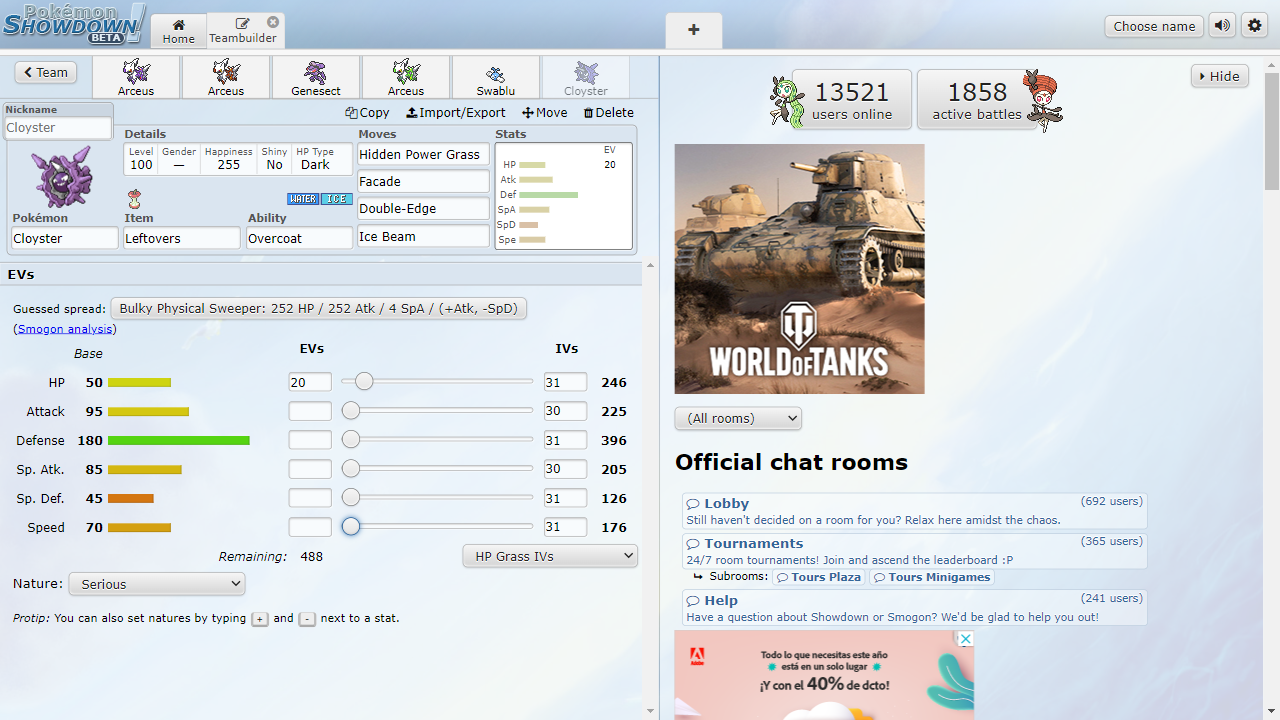 Pokémon
SHOWDOWN!
BETA
Home
Teambuilder
+
Choose name
Team
Arceus
Arceus
Genesect
Arceus
Swablu
Cloyster
Hide
13521
users online
1858
active battles
Copy
Import/Export
Move
Delete
Nickname
Cloyster
Details
Level
100
Gender
—
Happiness
255
Shiny
No
HP Type
Dark
WATER
ICE
Pokémon
Cloyster
Item
Leftovers
Ability
Overcoat
Moves
Hidden Power Grass
Facade
Double-Edge
Ice Beam
Stats
EV
HP 20
Atk
Def
SpA
SpD
Spe
EVs
Guessed spread: Bulky Physical Sweeper: 252 HP / 252 Atk / 4 SpA / (+Atk, -SpD)
(Smogon analysis)
Base EVs IVs
HP 50 20 31 246
Attack 95 30 225
Defense 180 31 396
Sp. Atk. 85 30 205
Sp. Def. 45 31 126
Speed 70 31 176
Remaining: 488 HP Grass IVs
Nature: Serious
Protip: You can also set natures by typing + and - next to a stat.
WORLD OF TANKS
(All rooms)
Official chat rooms
Lobby (692 users)
Still haven't decided on a room for you? Relax here amidst the chaos.
Tournaments (365 users)
24/7 room tournaments! Join and ascend the leaderboard :P
Subrooms: Tours Plaza Tours Minigames
Help (241 users)
Have a question about Showdown or Smogon? We'd be glad to help you out!
Adobe
Todo lo que necesitas este año
está en un solo lugar
¡Y con el 40% de dcto!